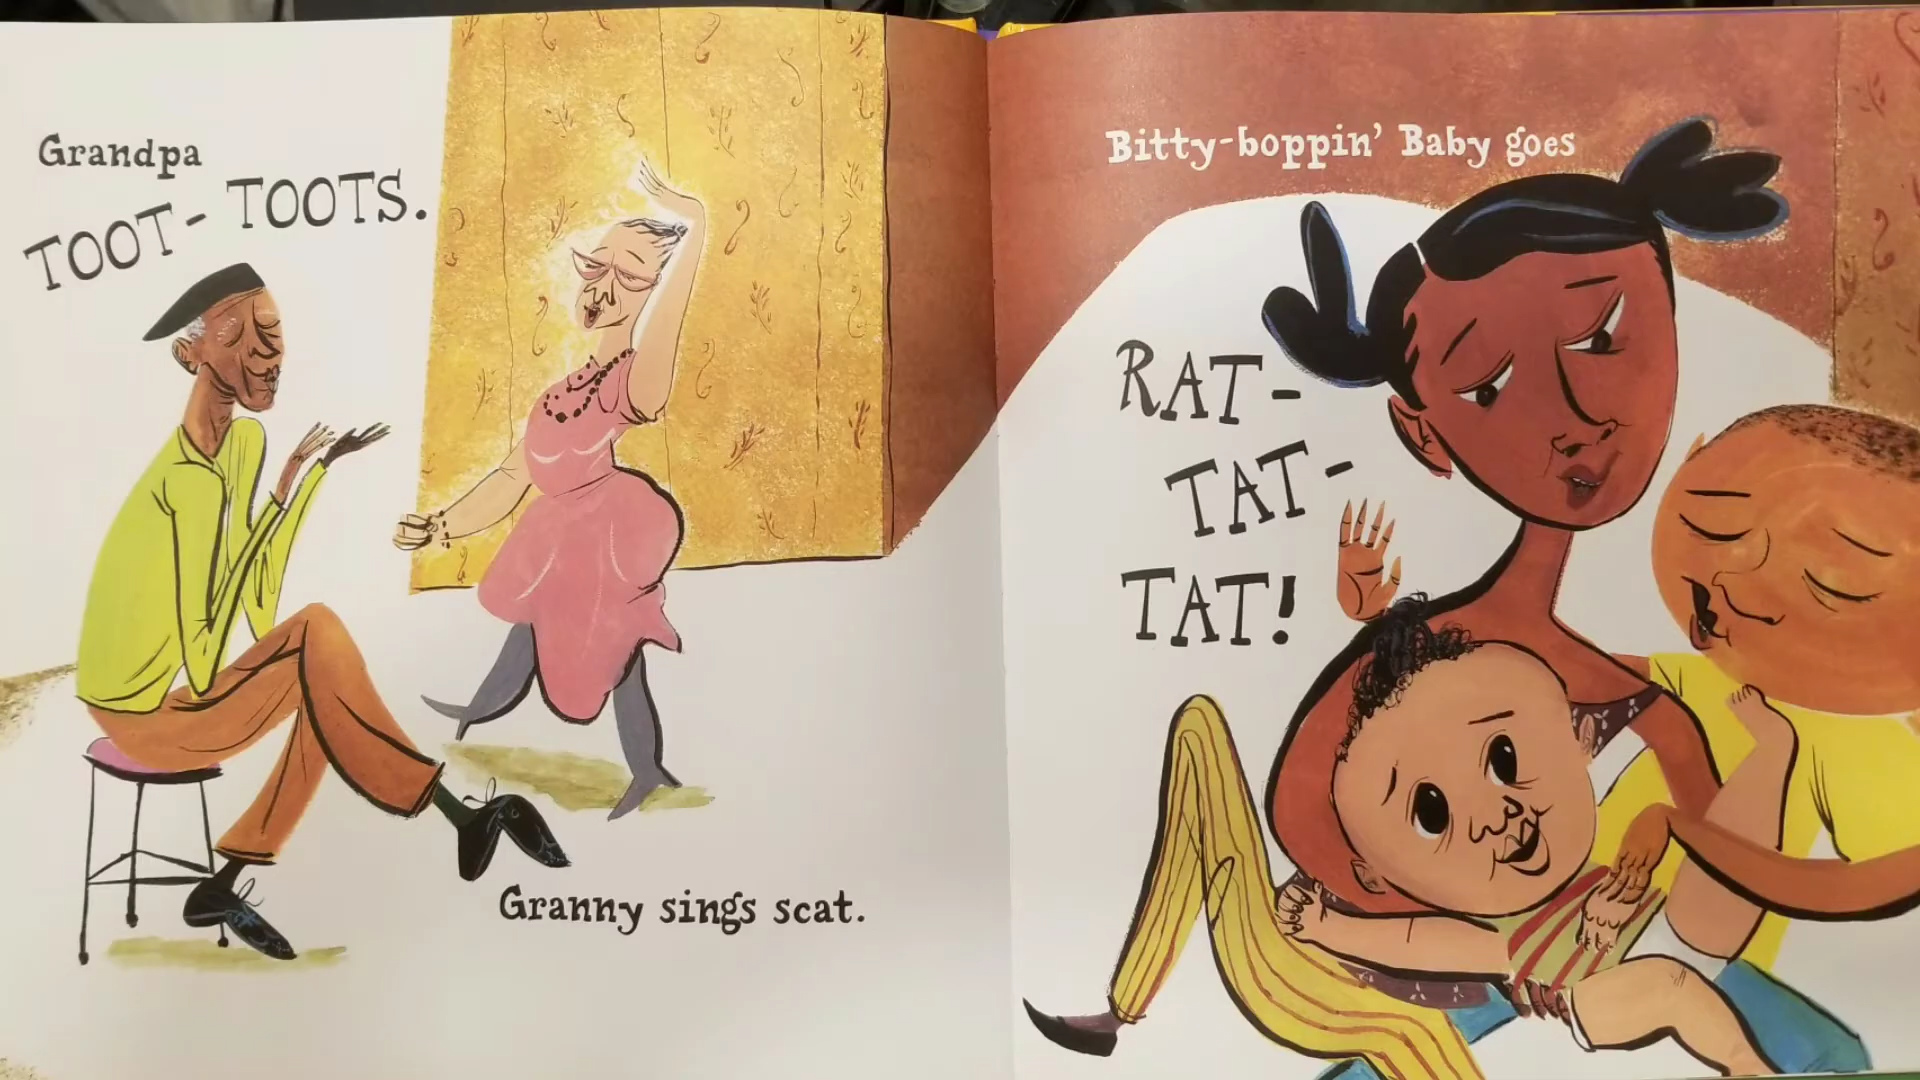 Grandpa
TOOT-TOOTS.
Granny sings scat.
Bitty-boppin' Baby goes
RAT-
TAT-
TAT!